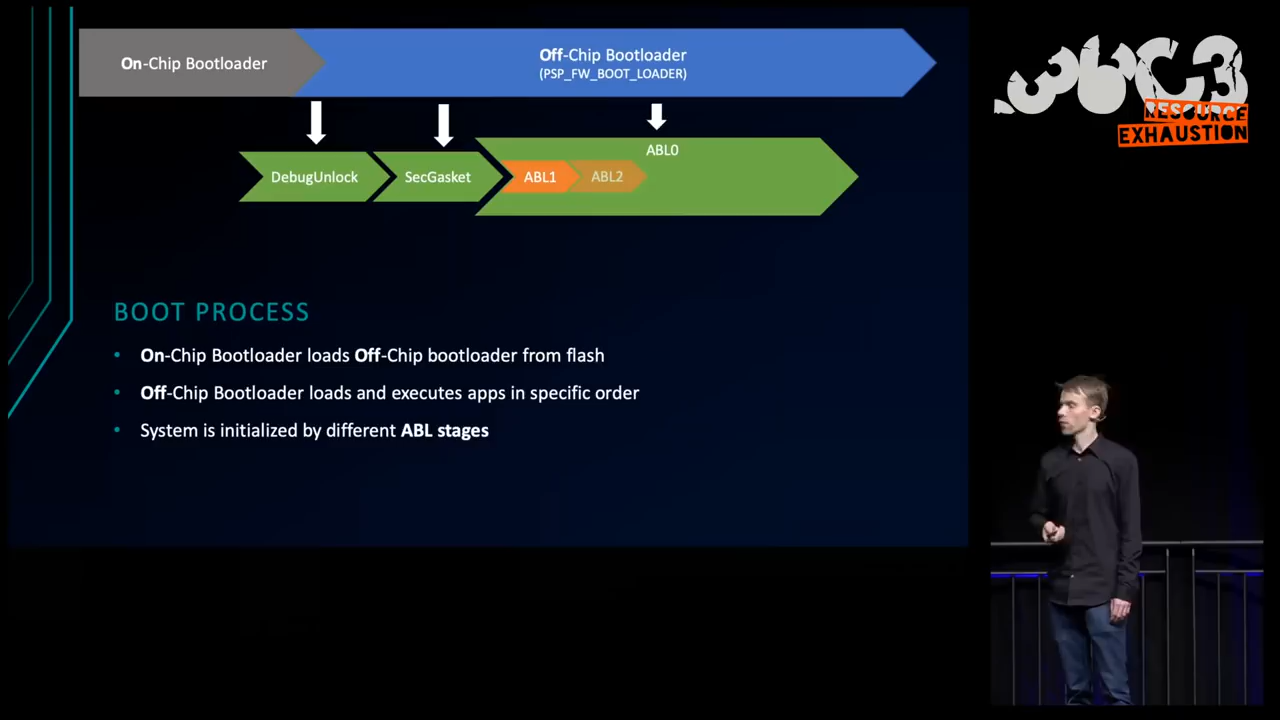 On-Chip Bootloader
Off-Chip Bootloader
(PSP_FW_BOOT_LOADER)
ABL0
DebugUnlock
SecGasket
ABL1
ABL2
BOOT PROCESS
• On-Chip Bootloader loads Off-Chip bootloader from flash
• Off-Chip Bootloader loads and executes apps in specific order
• System is initialized by different ABL stages
36C3
RESOURCE
EXHAUSTION